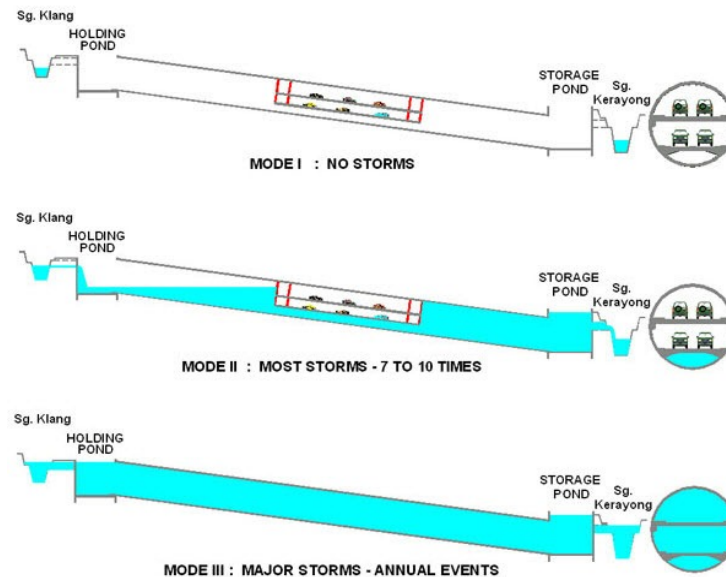 Sg. Klang
HOLDING
POND
STORAGE
POND
Sg.
Kerayong
MODE I : NO STORMS
Sg. Klang
HOLDING
POND
STORAGE
POND
Sg.
Kerayong
MODE II : MOST STORMS - 7 TO 10 TIMES
Sg. Klang
HOLDING
POND
STORAGE
POND
Sg.
Kerayong
MODE III : MAJOR STORMS - ANNUAL EVENTS